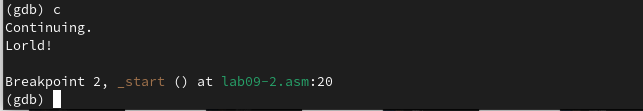 (gdb) c
Continuing.
Lorld!
Breakpoint 2, _start () at lab09-2.asm:20
(gdb)